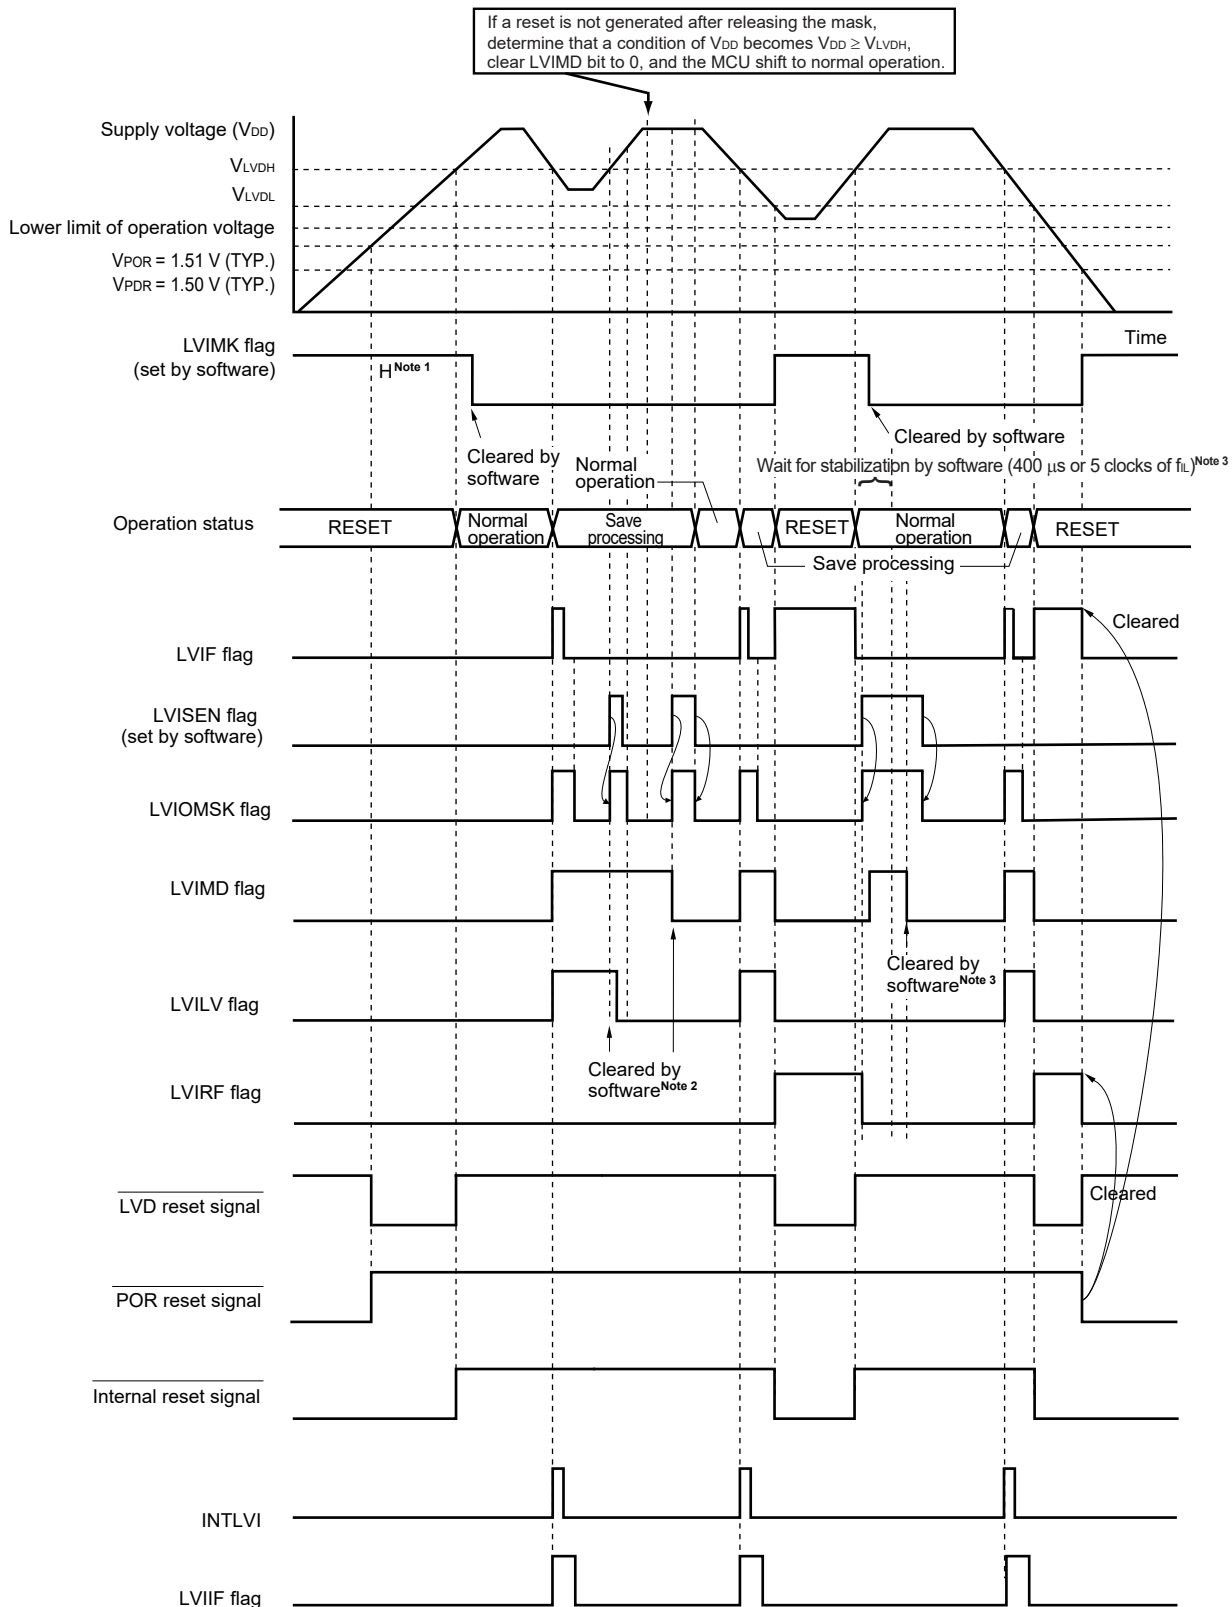 If a reset is not generated after releasing the mask,
determine that a condition of VDD becomes VDD ≥ VLVDH,
clear LVIMD bit to 0, and the MCU shift to normal operation.
Supply voltage (VDD)
VLVDH
VLVDL
Lower limit of operation voltage
VPOR = 1.51 V (TYP.)
VPDR = 1.50 V (TYP.)
Time
LVIMK flag
(set by software)
H Note 1
Cleared by
software
Cleared by software
Normal
operation
Wait for stabilization by software (400 μs or 5 clocks of fIL) Note 3
Operation status
RESET
Normal
operation
Save
processing
RESET
Normal
operation
RESET
Save processing
LVIF flag
Cleared
LVISEN flag
(set by software)
LVIOMSK flag
LVIMD flag
Cleared by
software Note 3
LVILV flag
Cleared by
software Note 2
LVIRF flag
LVD reset signal
Cleared
POR reset signal
Internal reset signal
INTLVI
LVIIF flag